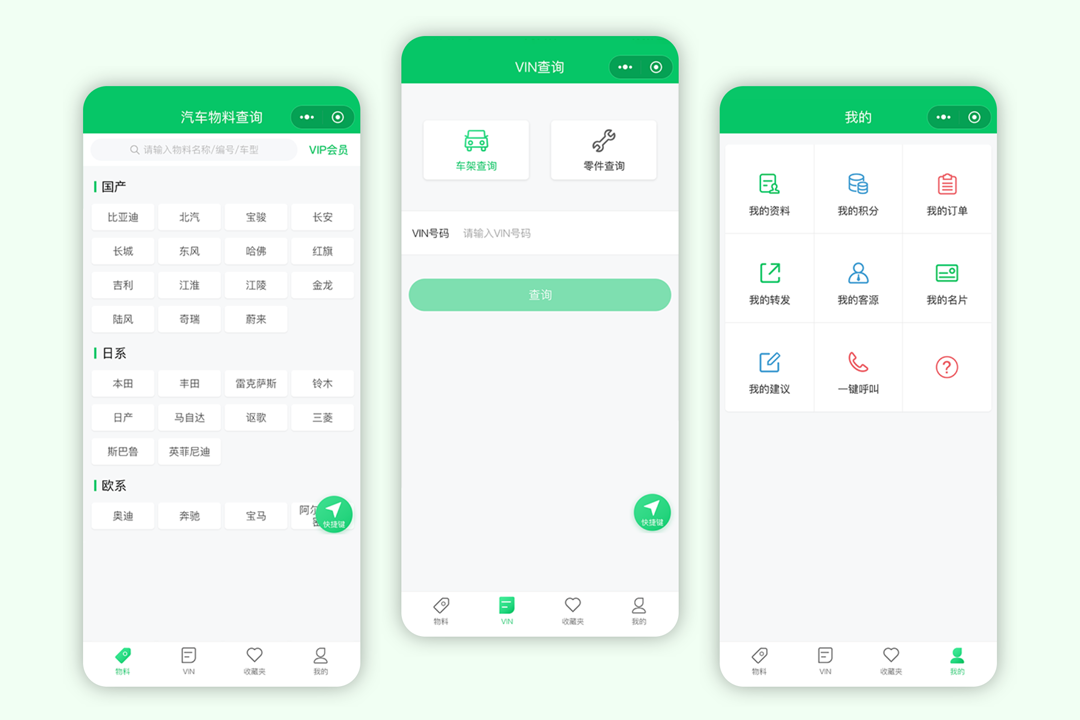 汽车物料查询
请输入物料名称/编号/车型 VIP会员
国产
比亚迪 北汽 宝骏 长安
长城 东风 哈佛 红旗
吉利 江淮 江陵 金龙
陆风 奇瑞 蔚来
日系
本田 丰田 雷克萨斯 铃木
日产 马自达 讴歌 三菱
斯巴鲁 英菲尼迪
欧系
奥迪 奔驰 宝马 阿尔
快捷键
物料 VIN 收藏夹 我的
VIN查询
车架查询 零件查询
VIN号码 请输入VIN号码
查询
快捷键
物料 VIN 收藏夹 我的
我的
我的资料 我的积分 我的订单
我的转发 我的客源 我的名片
我的建议 一键呼叫 ?
物料 VIN 收藏夹 我的